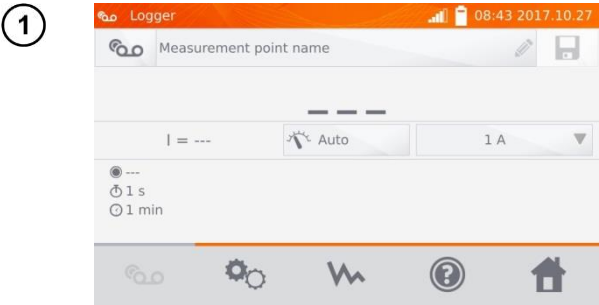 1
Logger 08:43 2017.10.27
Measurement point name
_ _ _
I = --- Auto 1 A
---
1 s
1 min
?